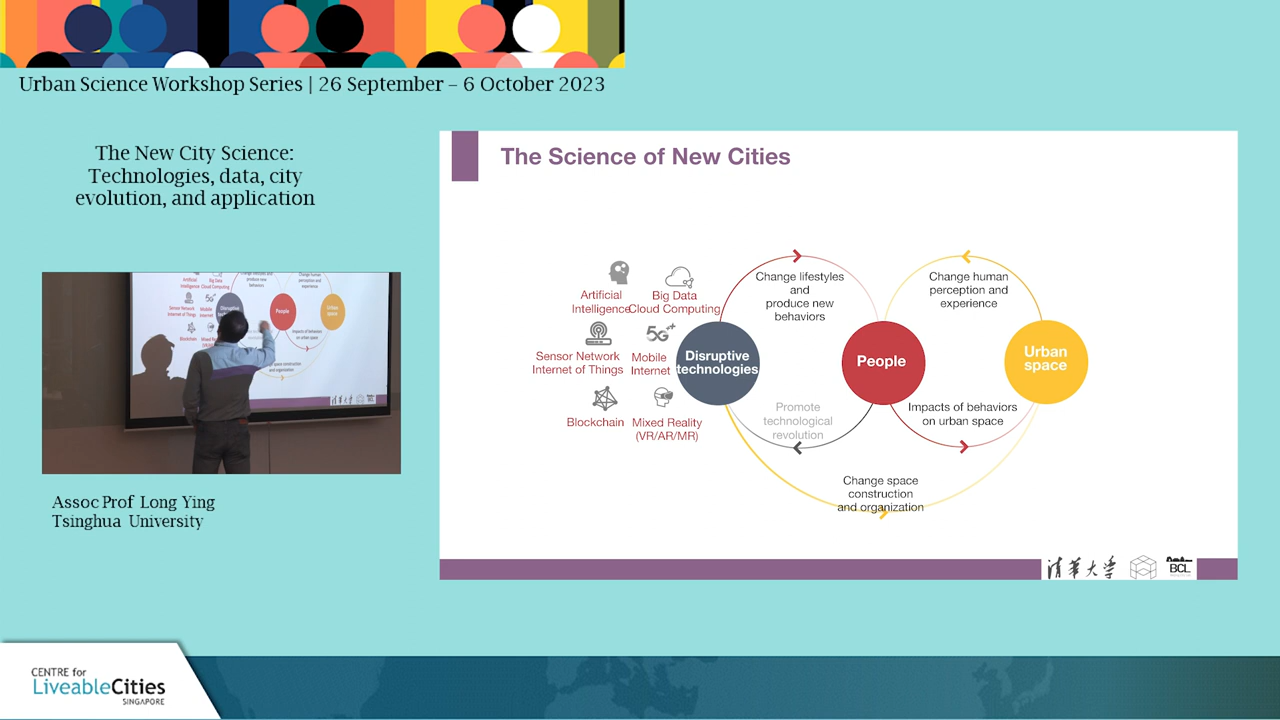 Urban Science Workshop Series | 26 September – 6 October 2023
The New City Science:
Technologies, data, city
evolution, and application
Assoc Prof Long Ying
Tsinghua University
The Science of New Cities
Artificial
Intelligence
Big Data
Cloud Computing
Sensor Network
Internet of Things
5G+
Mobile
Internet
Blockchain
Mixed Reality
(VR/AR/MR)
Disruptive
technologies
Change lifestyles
and
produce new
behaviors
Promote
technological
revolution
People
Change human
perception and
experience
Impacts of behaviors
on urban space
Urban
space
Change space
construction
and organization
清华大学
BCL
CENTRE for
LiveableCities
SINGAPORE